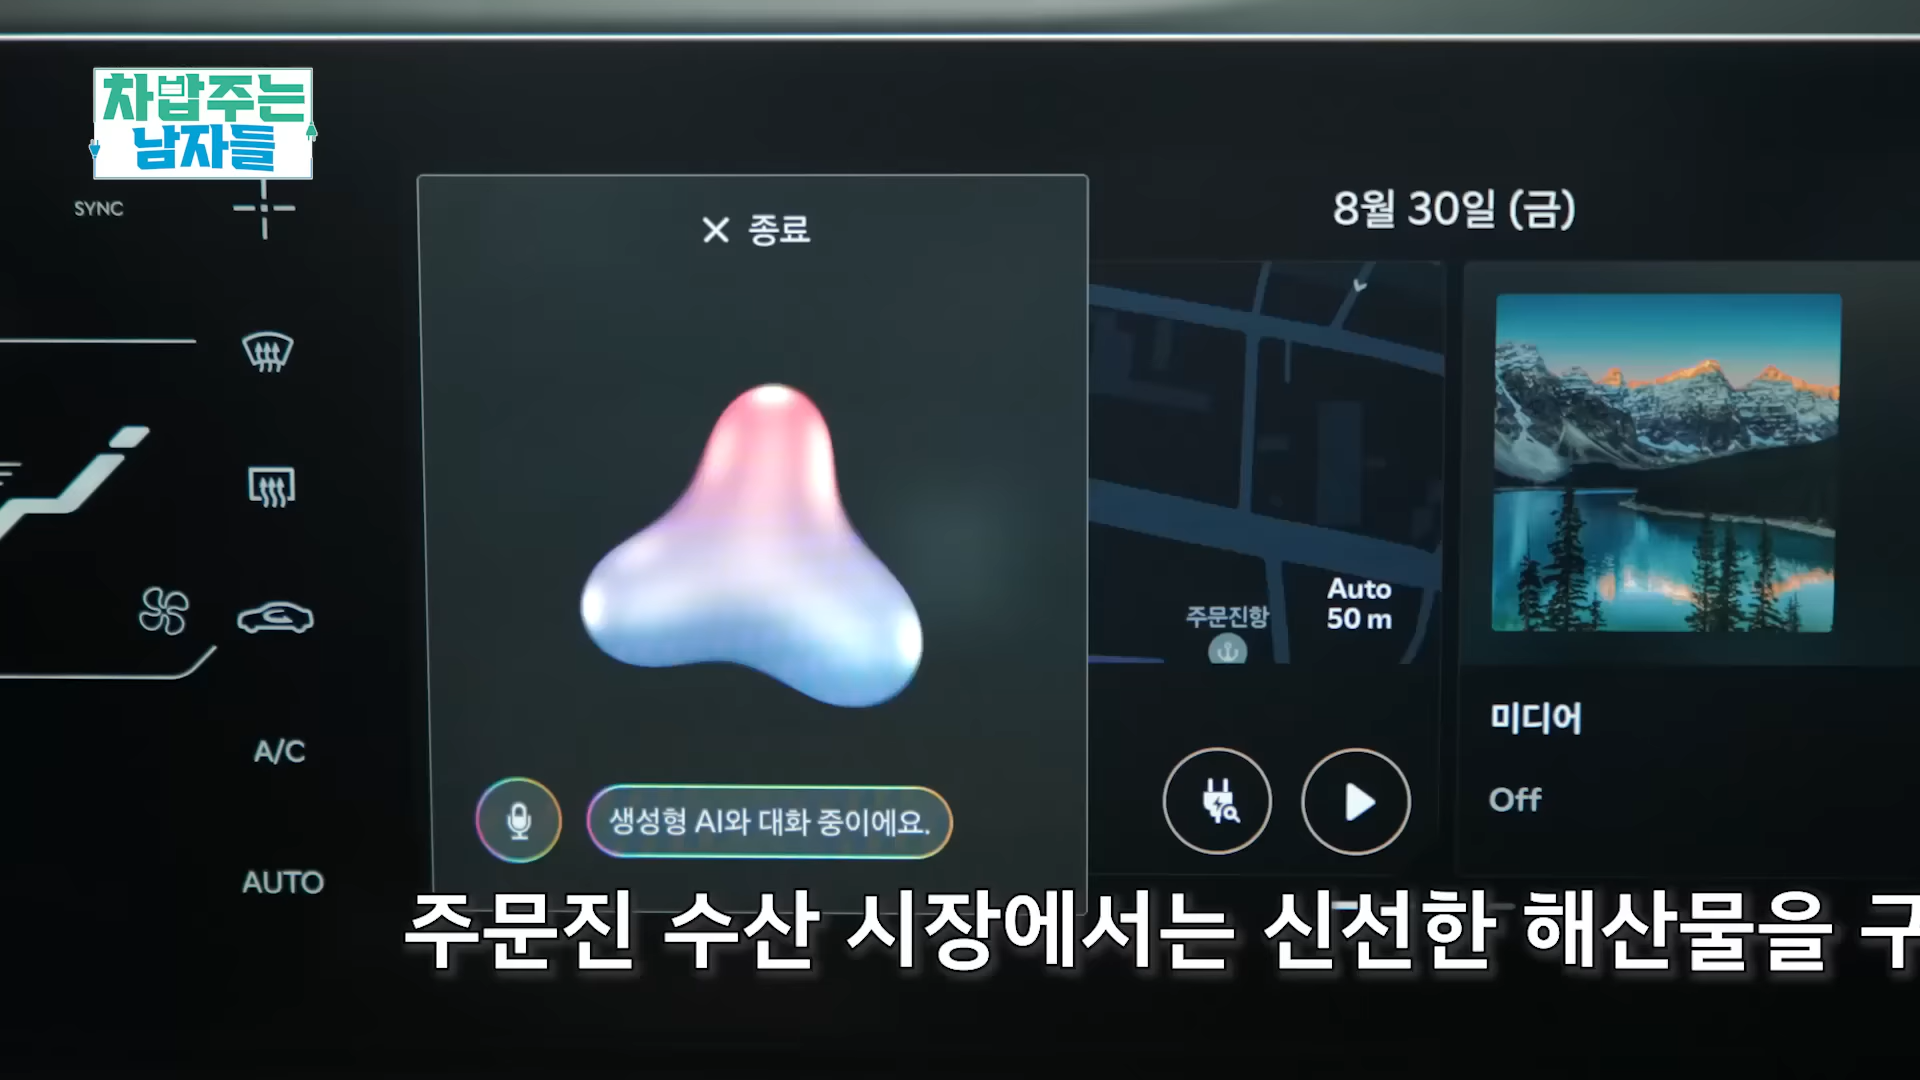 차밥주는
남자들
SYNC
× 종료
8월 30일 (금)
주문진항
Auto
50 m
A/C
미디어
Off
생성형 AI와 대화 중이에요.
AUTO
주문진 수산 시장에서는 신선한 해산물을 구